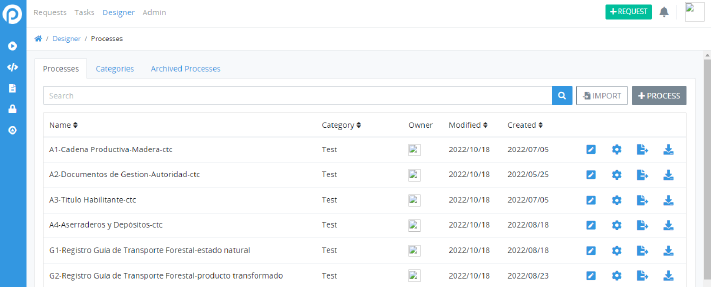 Requests Tasks Designer Admin
+ REQUEST
/ Designer / Processes
Processes Categories Archived Processes
Search
IMPORT
+ PROCESS
Name Category Owner Modified Created
A1-Cadena Productiva-Madera-ctc Test 2022/10/18 2022/07/05
A2-Documentos de Gestion-Autoridad-ctc Test 2022/10/18 2022/05/25
A3-Titulo Habilitante-ctc Test 2022/10/18 2022/07/05
A4-Aserraderos y Depósitos-ctc Test 2022/10/18 2022/08/18
G1-Registro Guía de Transporte Forestal-estado natural Test 2022/10/18 2022/08/18
G2-Registro Guía de Transporte Forestal-producto transformado Test 2022/10/18 2022/08/23